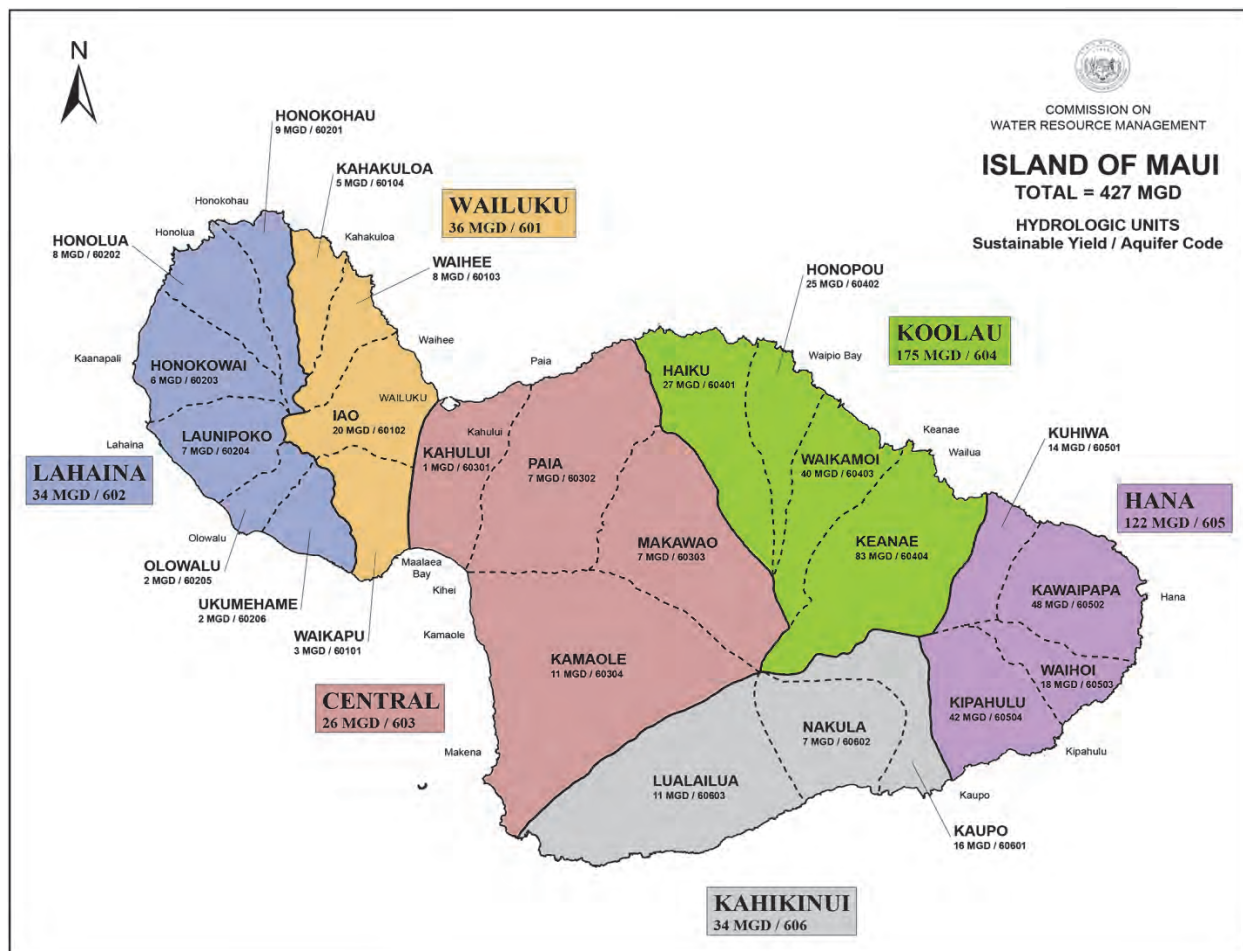 N
COMMISSION ON
WATER RESOURCE MANAGEMENT
ISLAND OF MAUI
TOTAL = 427 MGD
HYDROLOGIC UNITS
Sustainable Yield / Aquifer Code
HONOKOHAU
9 MGD / 60201
KAHAKULOA
5 MGD / 60104
WAILUKU
36 MGD / 601
Honokohau
Honolua
Kahakuloa
HONOLUA
8 MGD / 60202
WAIHEE
8 MGD / 60103
HONOPOU
25 MGD / 60402
KOOLAU
175 MGD / 604
Waihee
Waipio Bay
Kaanapali
HONOKOWAI
6 MGD / 60203
Paia
HAIKU
27 MGD / 60401
WAILUKU
IAO
20 MGD / 60102
Kahului
Lahaina
LAUNIPOKO
7 MGD / 60204
KAHULUI
1 MGD / 60301
PAIA
7 MGD / 60302
WAIKAMOI
40 MGD / 60403
Keanae
Wailua
KUHIWA
14 MGD / 60501
LAHAINA
34 MGD / 602
HANA
122 MGD / 605
Olowalu
OLOWALU
2 MGD / 60205
MAKAWAO
7 MGD / 60303
KEANAE
83 MGD / 60404
Maalaea
Bay
Kihei
KAWAIPAPA
48 MGD / 60502
Hana
UKUMEHAME
2 MGD / 60206
WAIKAPU
3 MGD / 60101
Kamaole
KAMAOLE
11 MGD / 60304
WAIHOI
18 MGD / 60503
CENTRAL
26 MGD / 603
KIPAHULU
42 MGD / 60504
NAKULA
7 MGD / 60602
Makena
Kipahulu
LUALAILUA
11 MGD / 60603
Kaupo
KAUPO
16 MGD / 60601
KAHIKINUI
34 MGD / 606